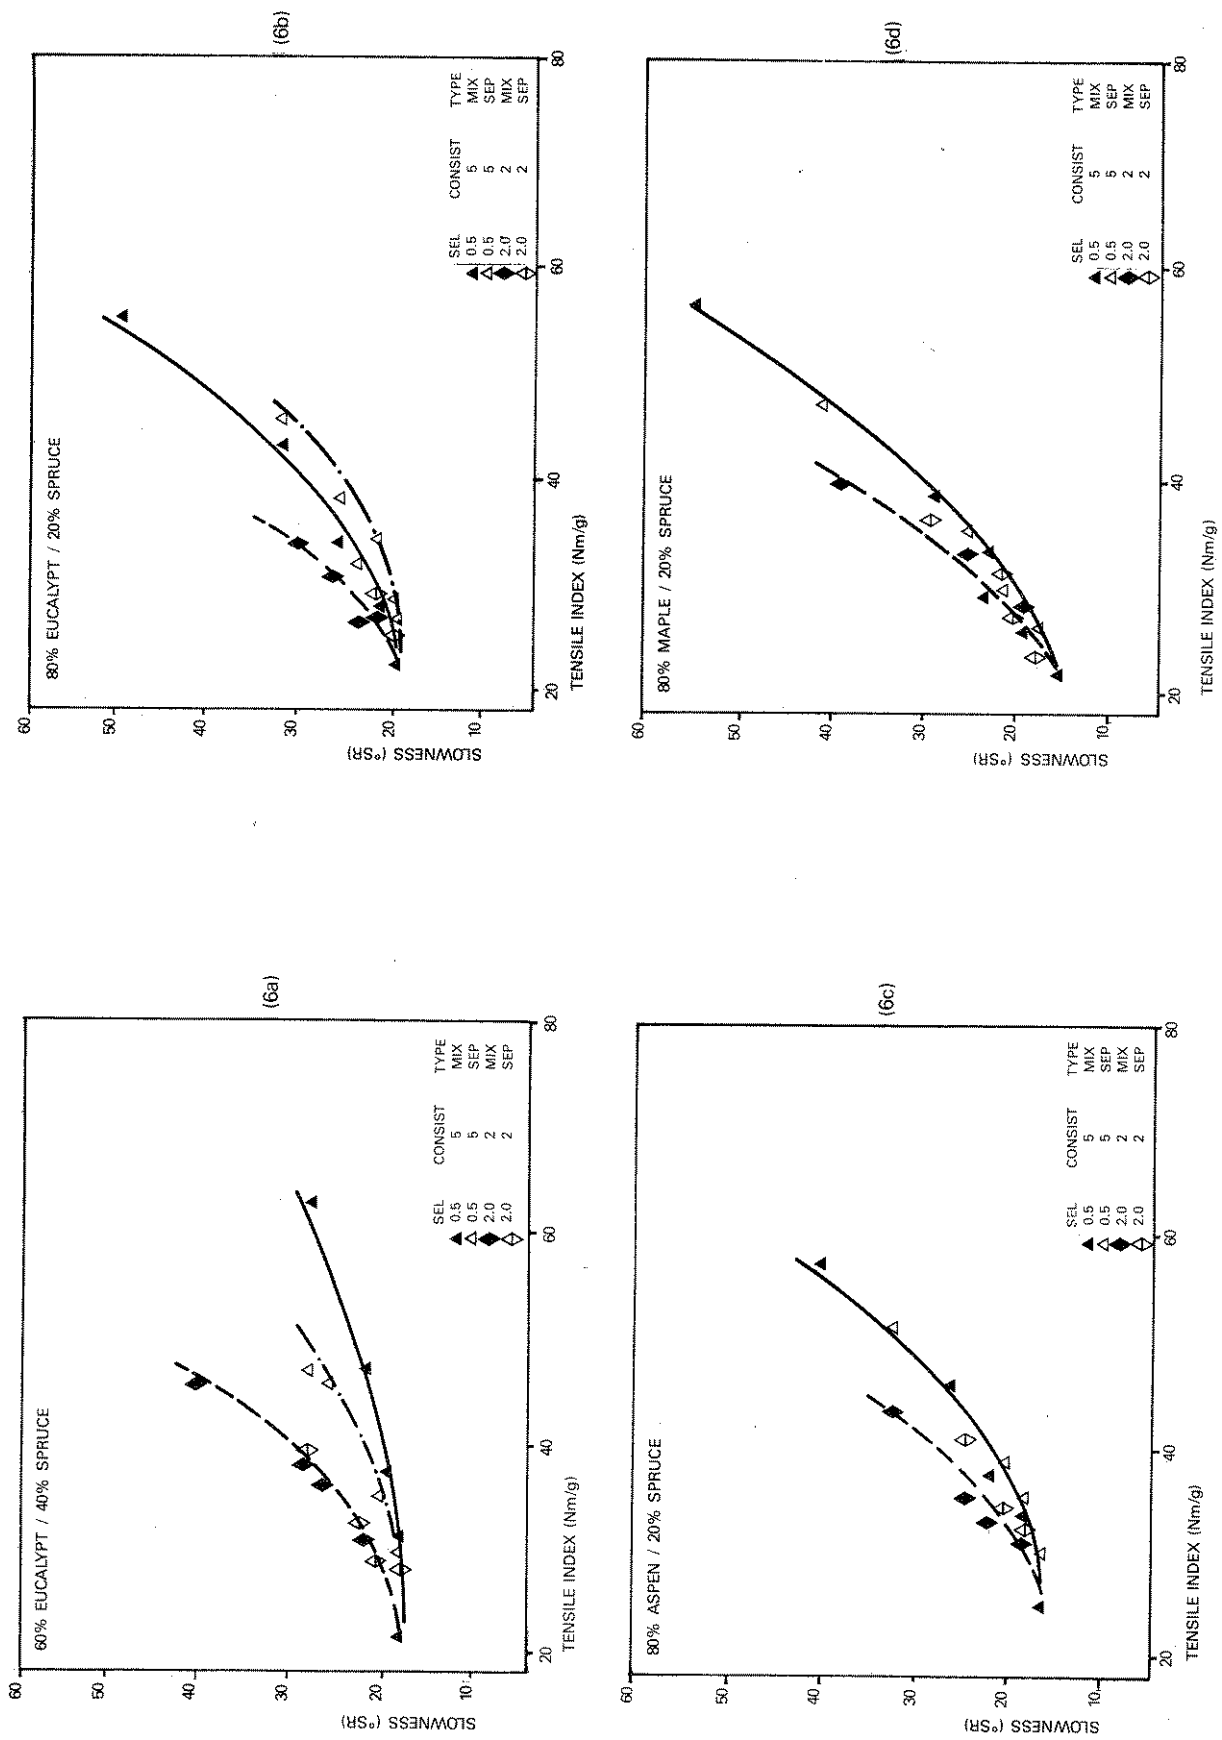 (6a)
60% EUCALYPT / 40% SPRUCE
SLOWNESS (°SR)
60
50
40
30
20
10
SEL CONSIST TYPE
0.5 5 MIX
0.5 5 SEP
2.0 2 MIX
2.0 2 SEP
20 40 60 80
TENSILE INDEX (Nm/g)
(6b)
80% EUCALYPT / 20% SPRUCE
SLOWNESS (°SR)
60
50
40
30
20
10
SEL CONSIST TYPE
0.5 5 MIX
0.5 5 SEP
2.0 2 MIX
2.0 2 SEP
20 40 60 80
TENSILE INDEX (Nm/g)
(6c)
80% ASPEN / 20% SPRUCE
SLOWNESS (°SR)
60
50
40
30
20
10
SEL CONSIST TYPE
0.5 5 MIX
0.5 5 SEP
2.0 2 MIX
2.0 2 SEP
20 40 60 80
TENSILE INDEX (Nm/g)
(6d)
80% MAPLE / 20% SPRUCE
SLOWNESS (°SR)
60
50
40
30
20
10
SEL CONSIST TYPE
0.5 5 MIX
0.5 5 SEP
2.0 2 MIX
2.0 2 SEP
20 40 60 80
TENSILE INDEX (Nm/g)